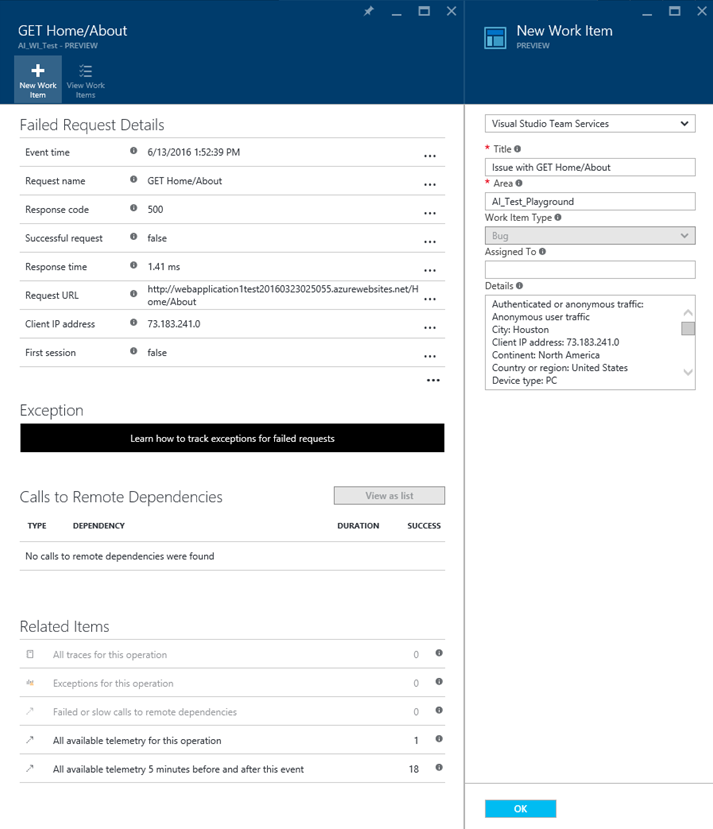 GET Home/About
AI_WI_Test - PREVIEW
New Work
Item
View Work
Items
Failed Request Details
Event time 6/13/2016 1:52:39 PM ...
Request name GET Home/About ...
Response code 500 ...
Successful request false ...
Response time 1.41 ms ...
Request URL http://webapplication1test20160323025055.azurewebsites.net/H
ome/About ...
Client IP address 73.183.241.0 ...
First session false ...
...
Exception
Learn how to track exceptions for failed requests
Calls to Remote Dependencies View as list
TYPE DEPENDENCY DURATION SUCCESS
No calls to remote dependencies were found
Related Items
All traces for this operation 0
Exceptions for this operation 0
Failed or slow calls to remote dependencies 0
All available telemetry for this operation 1
All available telemetry 5 minutes before and after this event 18
New Work Item
PREVIEW
Visual Studio Team Services
* Title
Issue with GET Home/About
* Area
AI_Test_Playground
Work Item Type
Bug
Assigned To
Details
Authenticated or anonymous traffic:
Anonymous user traffic
City: Houston
Client IP address: 73.183.241.0
Continent: North America
Country or region: United States
Device type: PC
OK